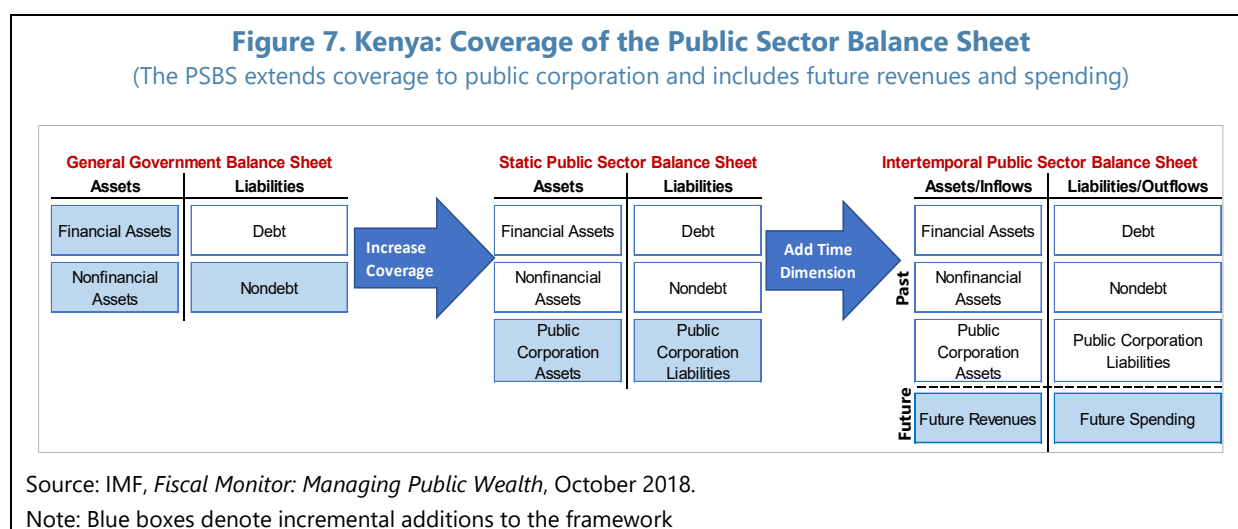 Figure 7. Kenya: Coverage of the Public Sector Balance Sheet
(The PSBS extends coverage to public corporation and includes future revenues and spending)
General Government Balance Sheet
Assets
Liabilities
Financial Assets
Debt
Nonfinancial
Assets
Nondebt
Increase
Coverage
Static Public Sector Balance Sheet
Assets
Liabilities
Financial Assets
Debt
Nonfinancial
Assets
Nondebt
Public
Corporation
Assets
Public
Corporation
Liabilities
Add Time
Dimension
Intertemporal Public Sector Balance Sheet
Assets/Inflows
Liabilities/Outflows
Past
Financial Assets
Debt
Nonfinancial
Assets
Nondebt
Public
Corporation
Assets
Public Corporation
Liabilities
Future
Future Revenues
Future Spending
Source: IMF, Fiscal Monitor: Managing Public Wealth, October 2018.
Note: Blue boxes denote incremental additions to the framework